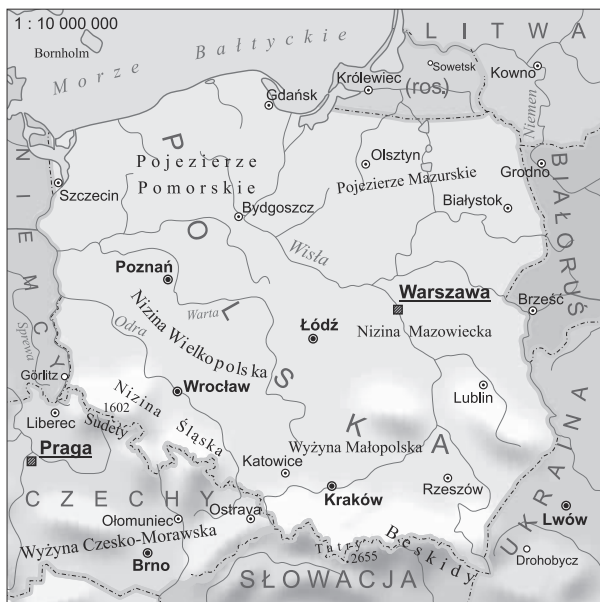 1 : 10 000 000
Bornholm
Morze Bałtyckie
LITWA
Sowetsk
Kowno
Królewiec
(ros.)
Gdańsk
Niemen
NIEMCY
POLSKA
BIAŁORUŚ
UKRAINA
Olsztyn
Grodno
Pojezierze
Pomorskie
Pojezierze Mazurskie
Szczecin
Białystok
Bydgoszcz
Wisła
Poznań
Warszawa
Brześć
Warta
Odra
Łódź
Nizina Mazowiecka
Nizina Wielkopolska
Sprewa
Görlitz
Wrocław
Lublin
Nizina
Śląska
1602
Sudety
Liberec
Praga
Wyżyna Małopolska
Katowice
Kraków
Rzeszów
CZECHY
Ołomuniec
Ostrava
Lwów
Wyżyna Czesko-Morawska
Brno
Tatry
2655
Beskidy
Drohobycz
SŁOWACJA